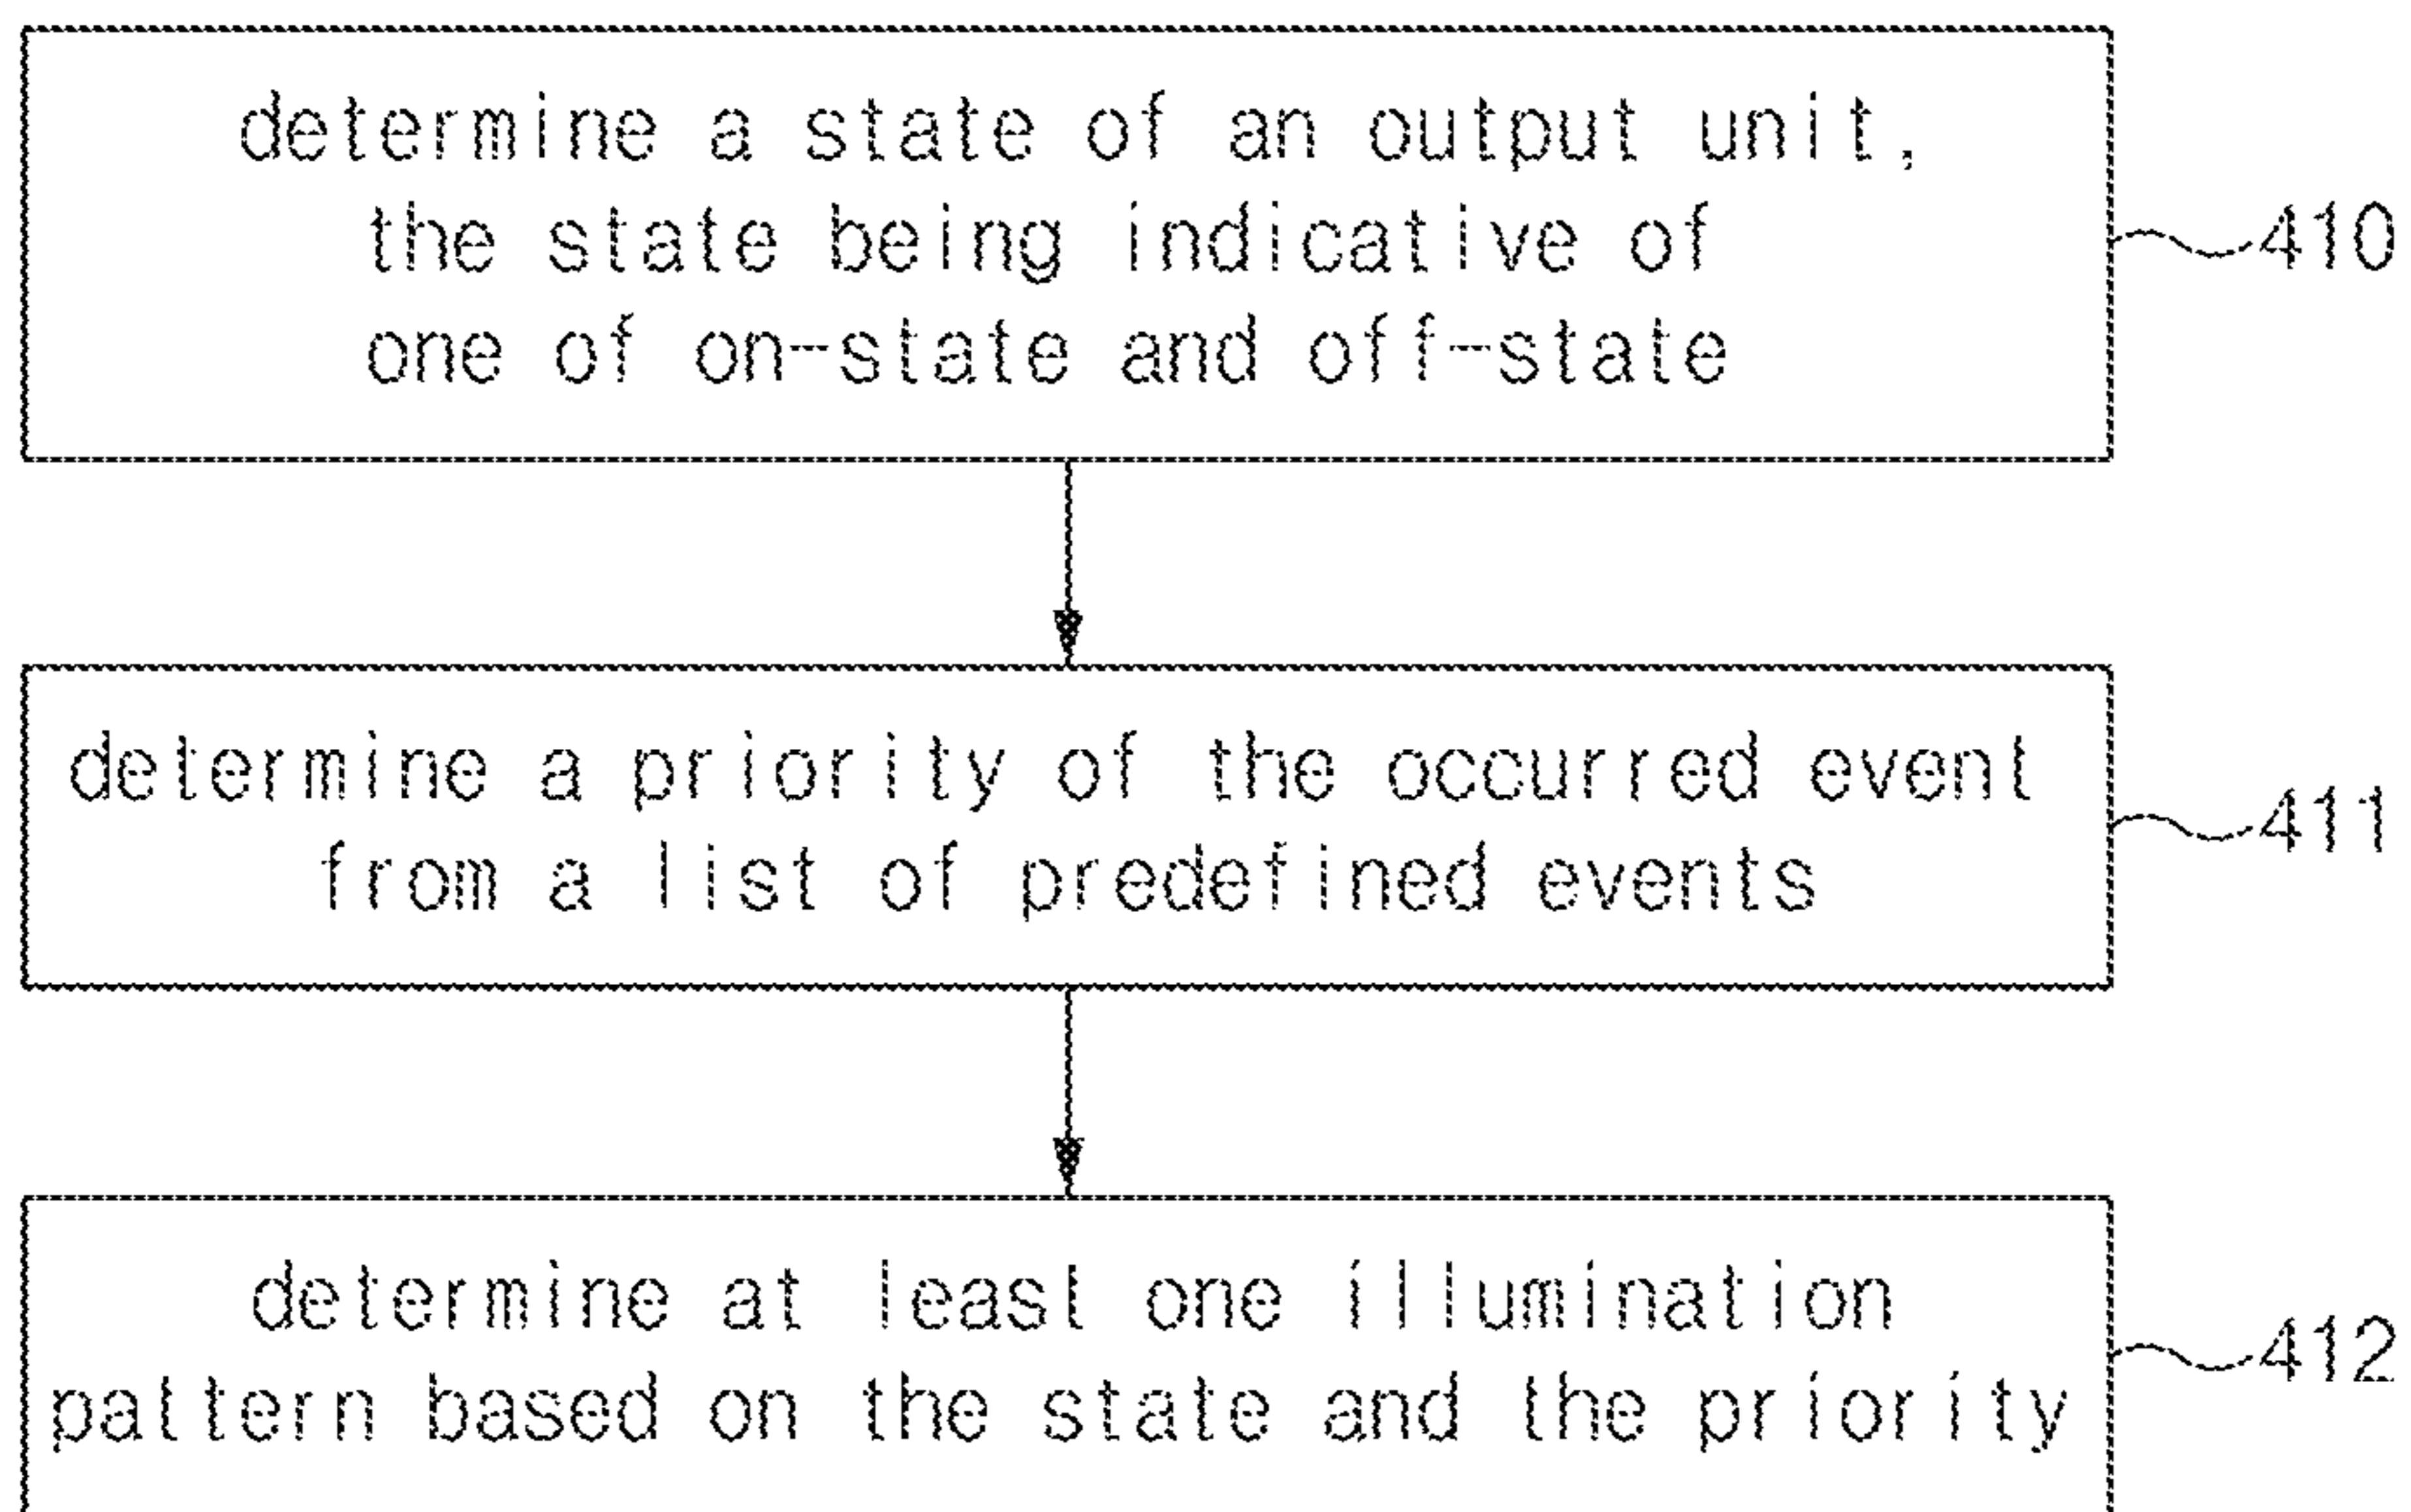 determine a state of an output unit,
the state being indicative of
one of on-state and off-state
410
determine a priority of the occurred event
from a list of predefined events
411
determine at least one illumination
pattern based on the state and the priority
412